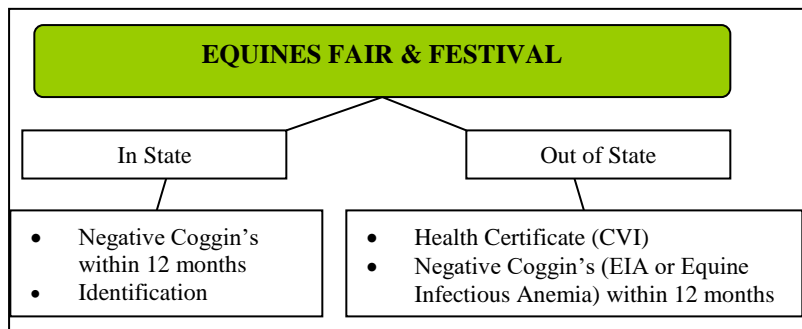 EQUINES FAIR & FESTIVAL
In State
Out of State
• Negative Coggin's
within 12 months
• Identification
• Health Certificate (CVI)
• Negative Coggin's (EIA or Equine
Infectious Anemia) within 12 months